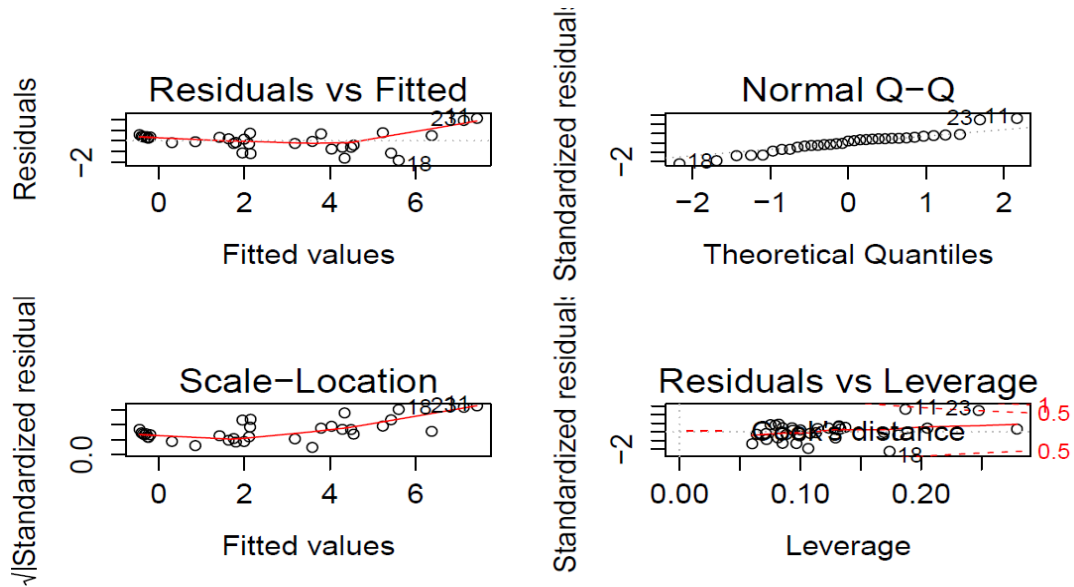 Residuals vs Fitted
Residuals
−2
23
11
18
0 2 4 6
Fitted values
Normal Q−Q
Standardized residuals
−2
23
11
18
−2 −1 0 1 2
Theoretical Quantiles
Scale−Location
√|Standardized residual
0.0
18
23
11
0 2 4 6
Fitted values
Residuals vs Leverage
Standardized residuals
−2
Cook's distance
11
23
18
1
0.5
0.5
0.00 0.10 0.20
Leverage